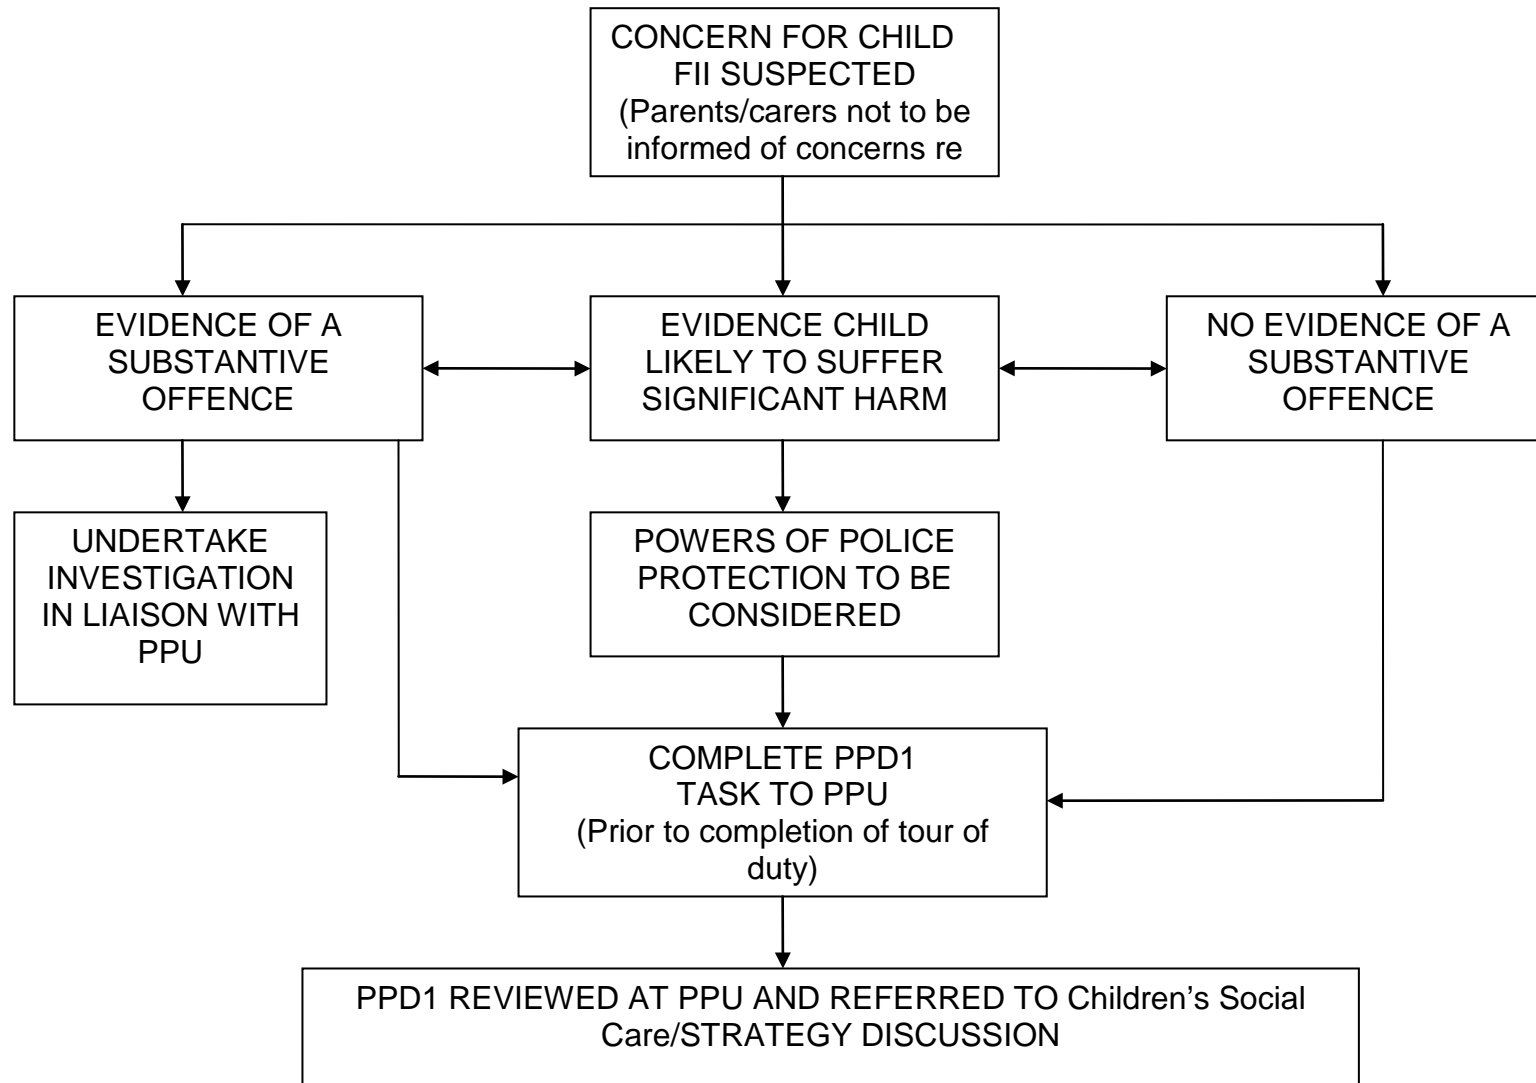 CONCERN FOR CHILD
FII SUSPECTED
(Parents/carers not to be
informed of concerns re
EVIDENCE OF A
SUBSTANTIVE
OFFENCE
EVIDENCE CHILD
LIKELY TO SUFFER
SIGNIFICANT HARM
NO EVIDENCE OF A
SUBSTANTIVE
OFFENCE
UNDERTAKE
INVESTIGATION
IN LIAISON WITH
PPU
POWERS OF POLICE
PROTECTION TO BE
CONSIDERED
COMPLETE PPD1
TASK TO PPU
(Prior to completion of tour of
duty)
PPD1 REVIEWED AT PPU AND REFERRED TO Children’s Social
Care/STRATEGY DISCUSSION